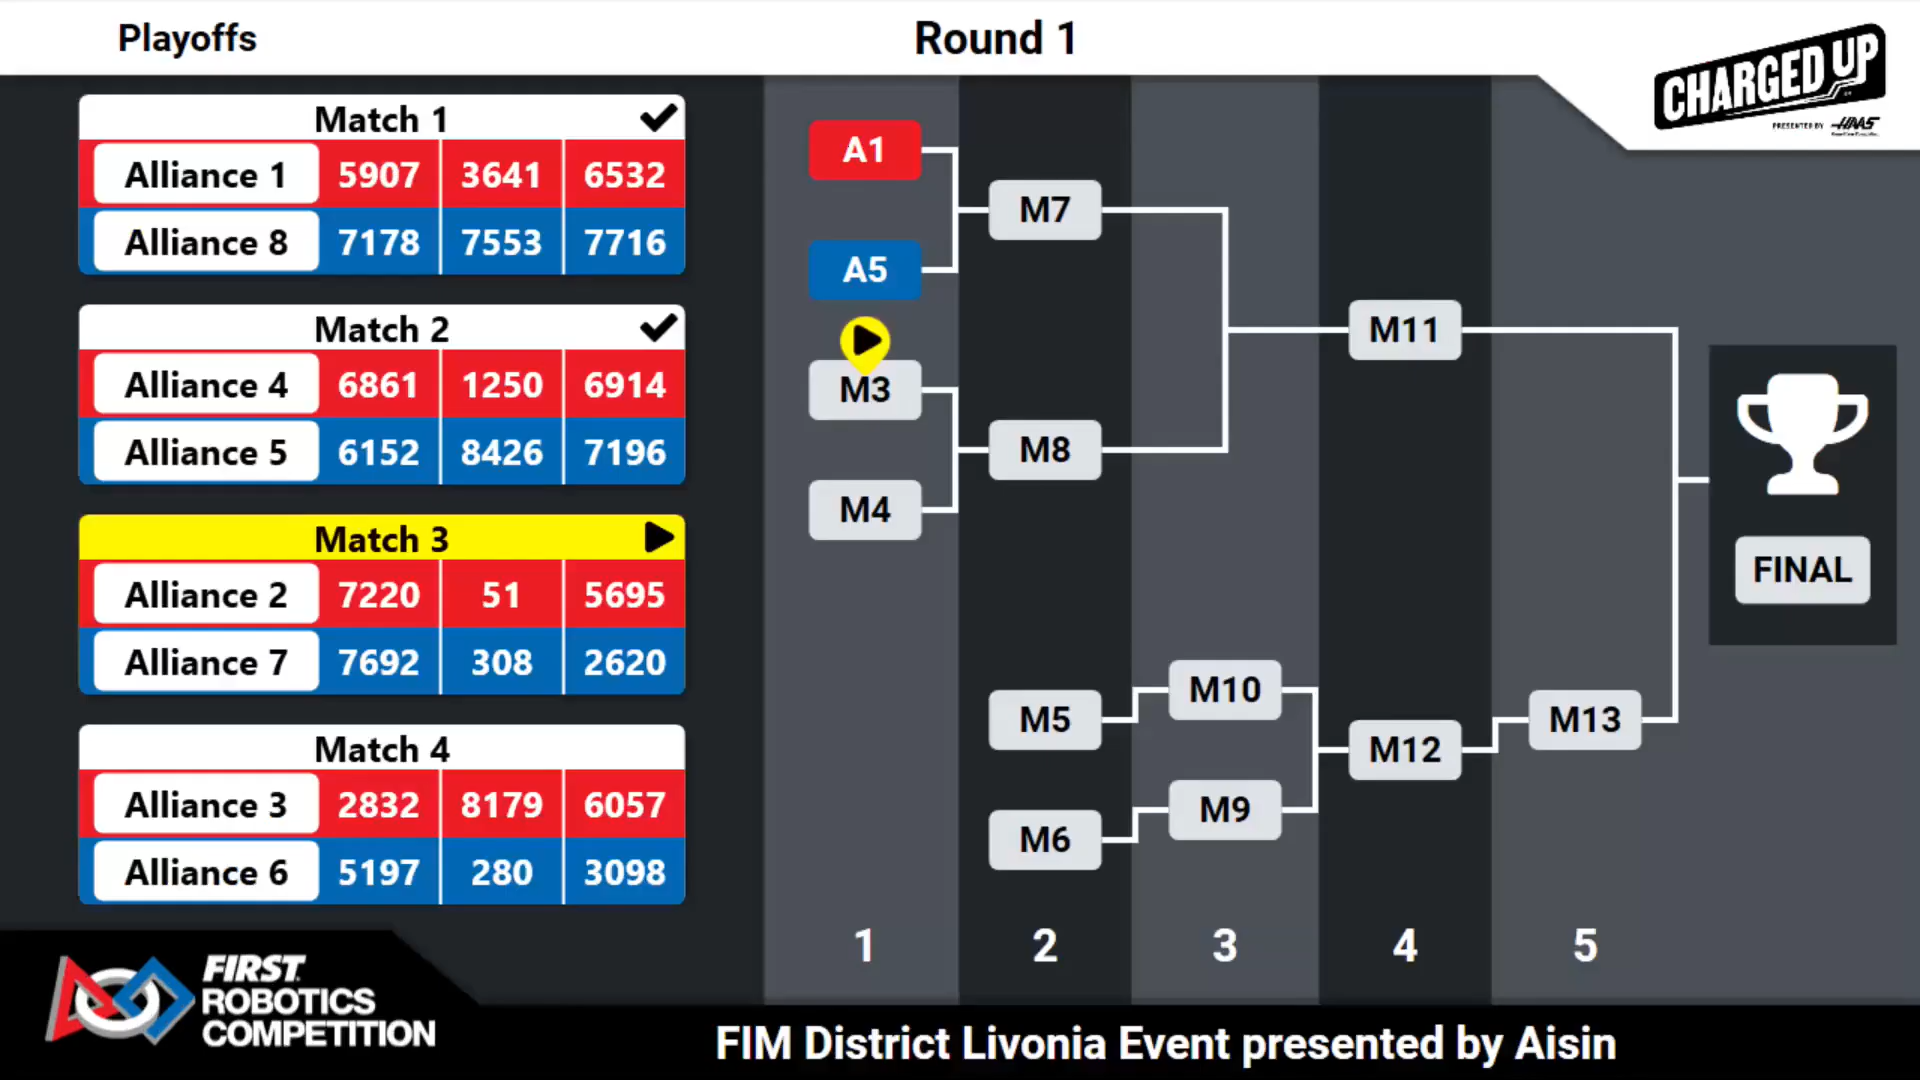 Playoffs
Round 1
CHARGED UP
PRESENTED BY HAAS
Match 1
Alliance 1 5907 3641 6532
Alliance 8 7178 7553 7716
Match 2
Alliance 4 6861 1250 6914
Alliance 5 6152 8426 7196
Match 3
Alliance 2 7220 51 5695
Alliance 7 7692 308 2620
Match 4
Alliance 3 2832 8179 6057
Alliance 6 5197 280 3098
A1
A5
M3
M4
M7
M8
M5
M6
M10
M9
M11
M12
M13
FINAL
1 2 3 4 5
FIRST
ROBOTICS
COMPETITION
FIM District Livonia Event presented by Aisin